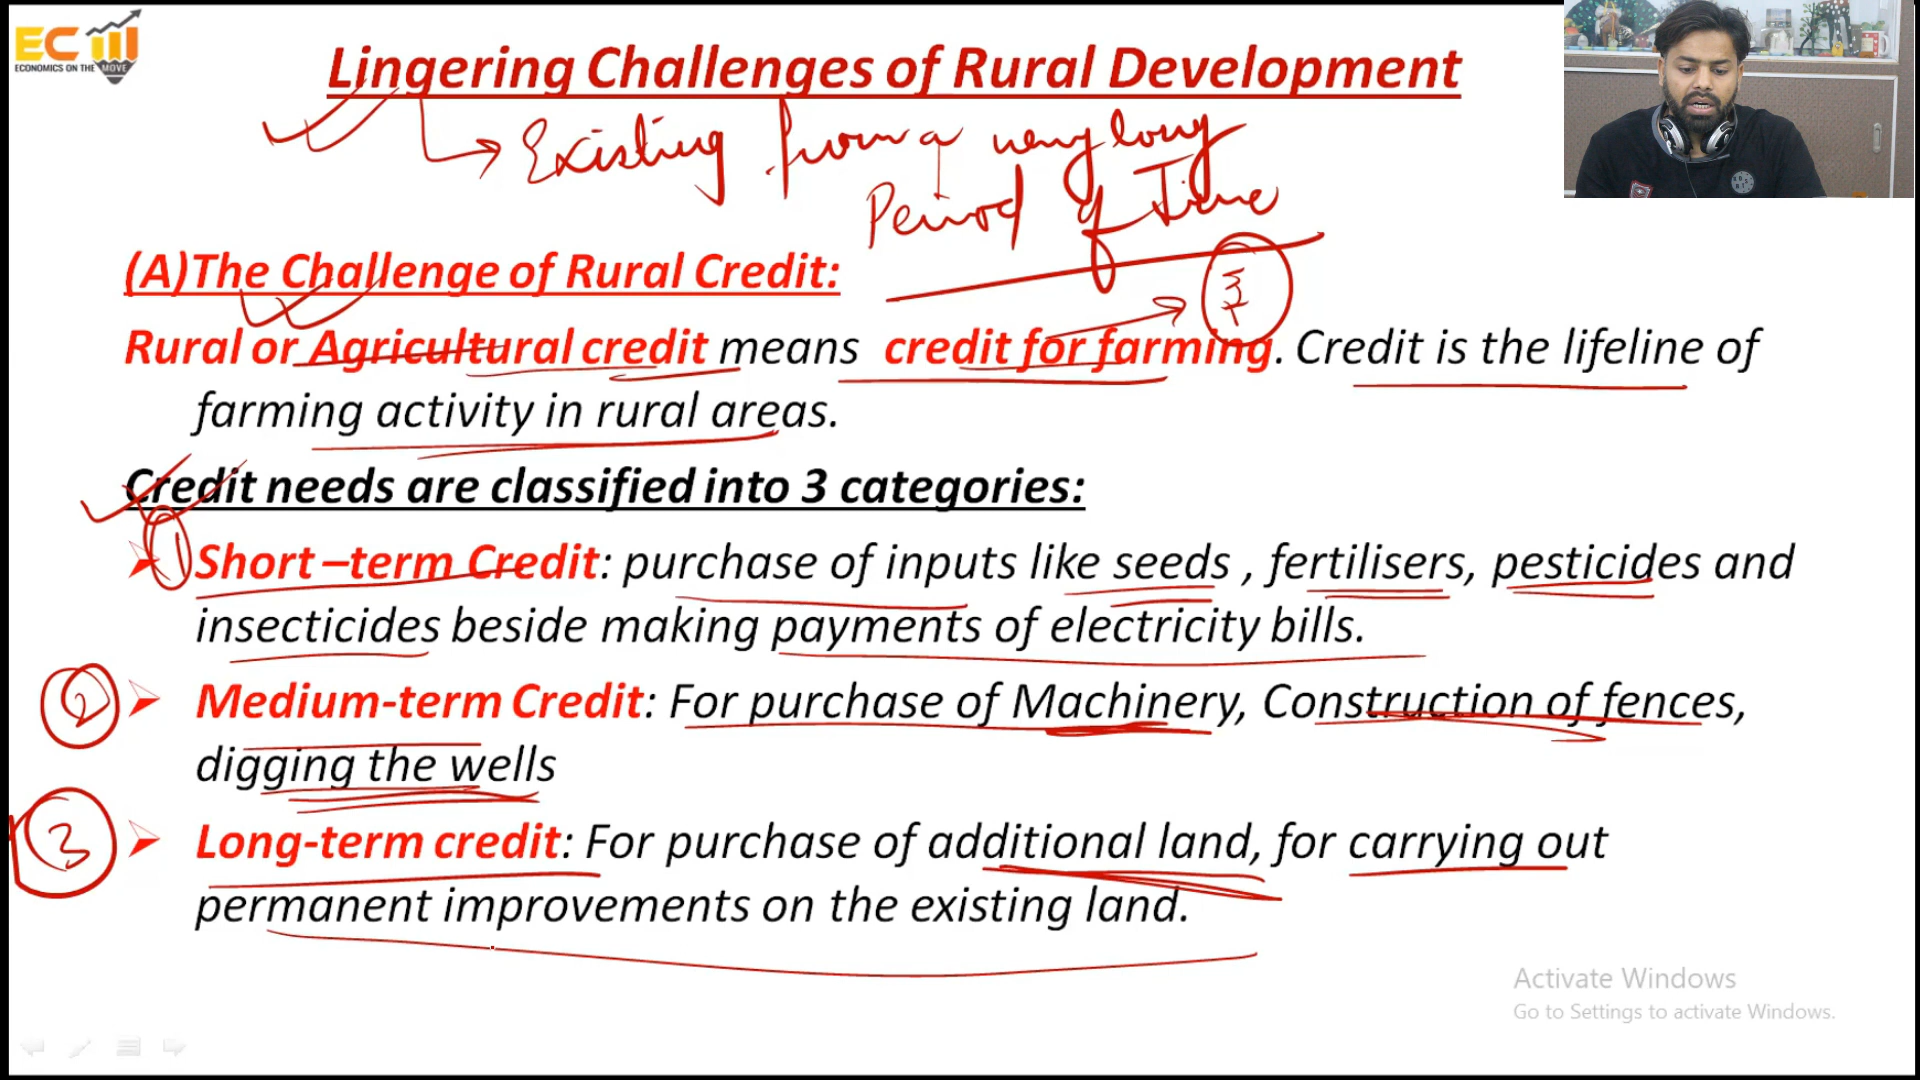 EC
ECONOMICS ON THE MOVE
Lingering Challenges of Rural Development
Existing from a very long
Period of Time
(A)The Challenge of Rural Credit:
Rural or Agricultural credit means credit for farming. Credit is the lifeline of
farming activity in rural areas.
Credit needs are classified into 3 categories:
1
Short –term Credit: purchase of inputs like seeds , fertilisers, pesticides and
insecticides beside making payments of electricity bills.
2
Medium-term Credit: For purchase of Machinery, Construction of fences,
digging the wells
3
Long-term credit: For purchase of additional land, for carrying out
permanent improvements on the existing land.
Activate Windows
Go to Settings to activate Windows.